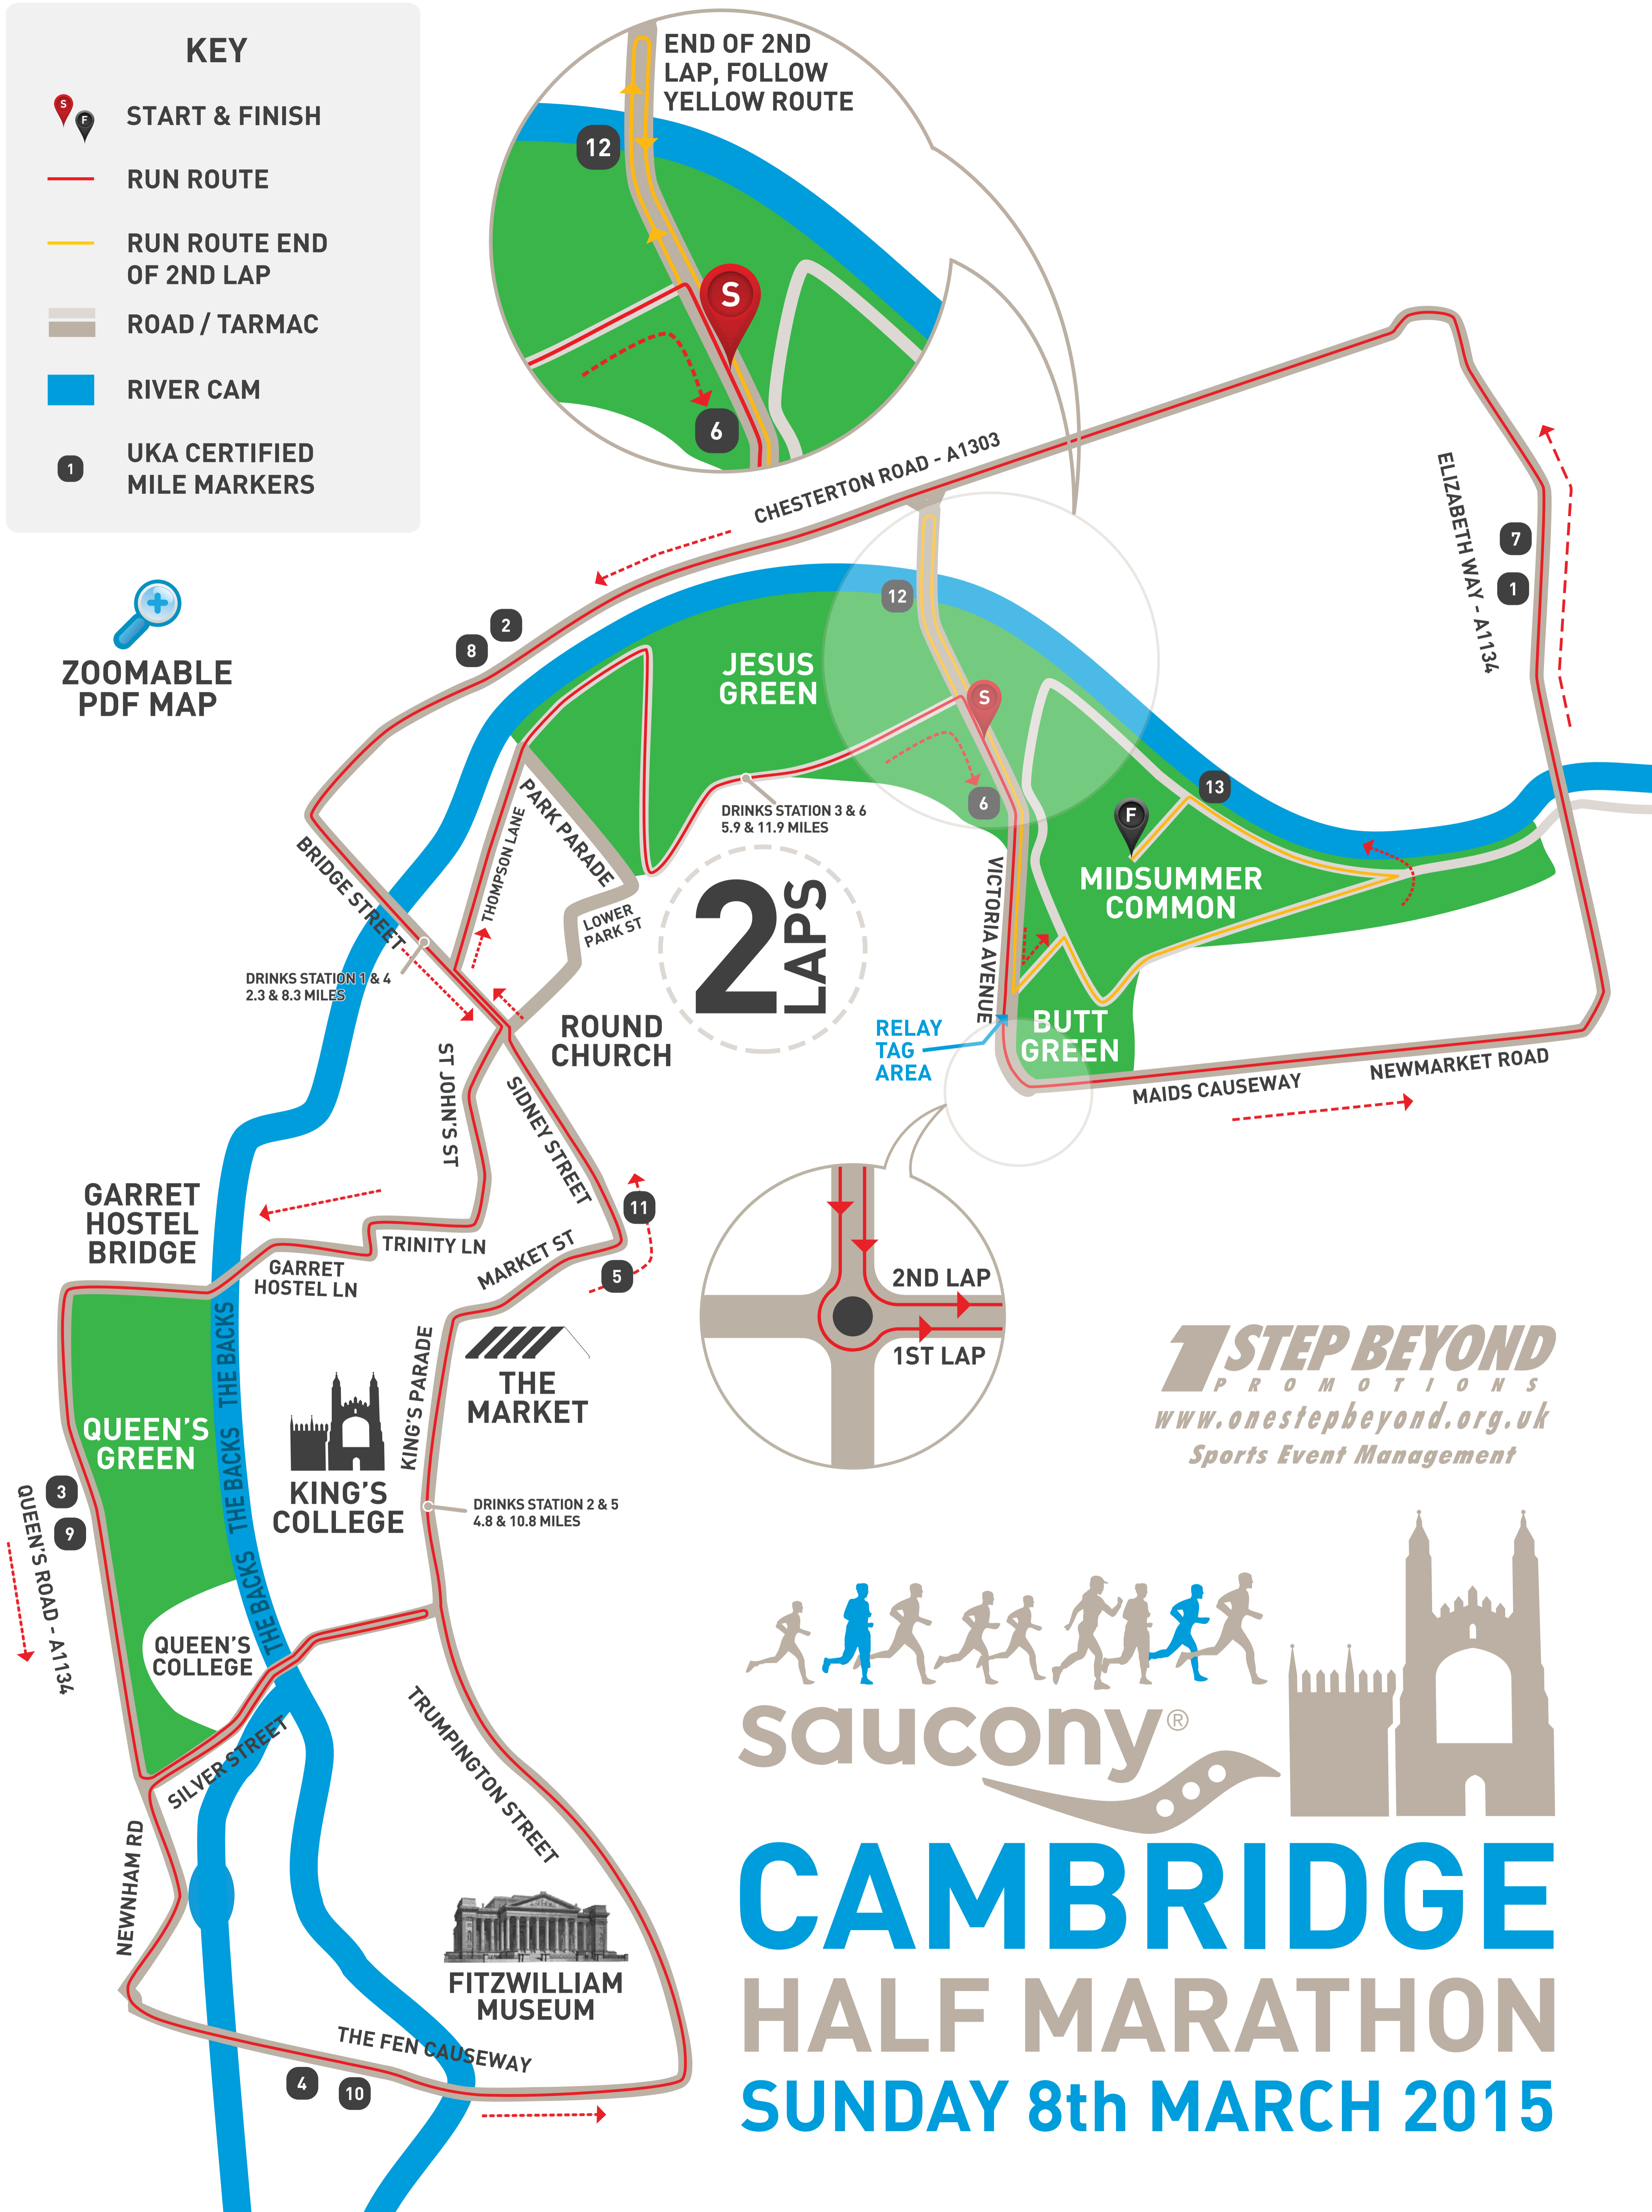 KEY
S
F
START & FINISH
RUN ROUTE
RUN ROUTE END
OF 2ND LAP
ROAD / TARMAC
RIVER CAM
1
UKA CERTIFIED
MILE MARKERS
ZOOMABLE
PDF MAP
END OF 2ND
LAP, FOLLOW
YELLOW ROUTE
12
S
6
CHESTERTON ROAD - A1303
ELIZABETH WAY - A1134
7
1
12
2
8
JESUS
GREEN
S
6
13
F
MIDSUMMER
COMMON
PARK PARADE
THOMPSON LANE
DRINKS STATION 3 & 6
5.9 & 11.9 MILES
BRIDGE STREET
LOWER
PARK ST
2 LAPS
VICTORIA AVENUE
DRINKS STATION 1 & 4
2.3 & 8.3 MILES
ROUND
CHURCH
RELAY
TAG
AREA
BUTT
GREEN
MAIDS CAUSEWAY
NEWMARKET ROAD
ST JOHN'S ST
SIDNEY STREET
GARRET
HOSTEL
BRIDGE
11
TRINITY LN
GARRET
HOSTEL LN
MARKET ST
5
2ND LAP
1ST LAP
THE BACKS
THE BACKS
THE BACKS
KING'S PARADE
THE
MARKET
QUEEN'S
GREEN
KING'S
COLLEGE
DRINKS STATION 2 & 5
4.8 & 10.8 MILES
3
9
QUEEN'S ROAD - A1134
QUEEN'S
COLLEGE
SILVER STREET
TRUMPINGTON STREET
NEWNHAM RD
FITZWILLIAM
MUSEUM
THE FEN CAUSEWAY
4
10
1 STEP BEYOND
PROMOTIONS
www.onestepbeyond.org.uk
Sports Event Management
saucony®
CAMBRIDGE
HALF MARATHON
SUNDAY 8th MARCH 2015